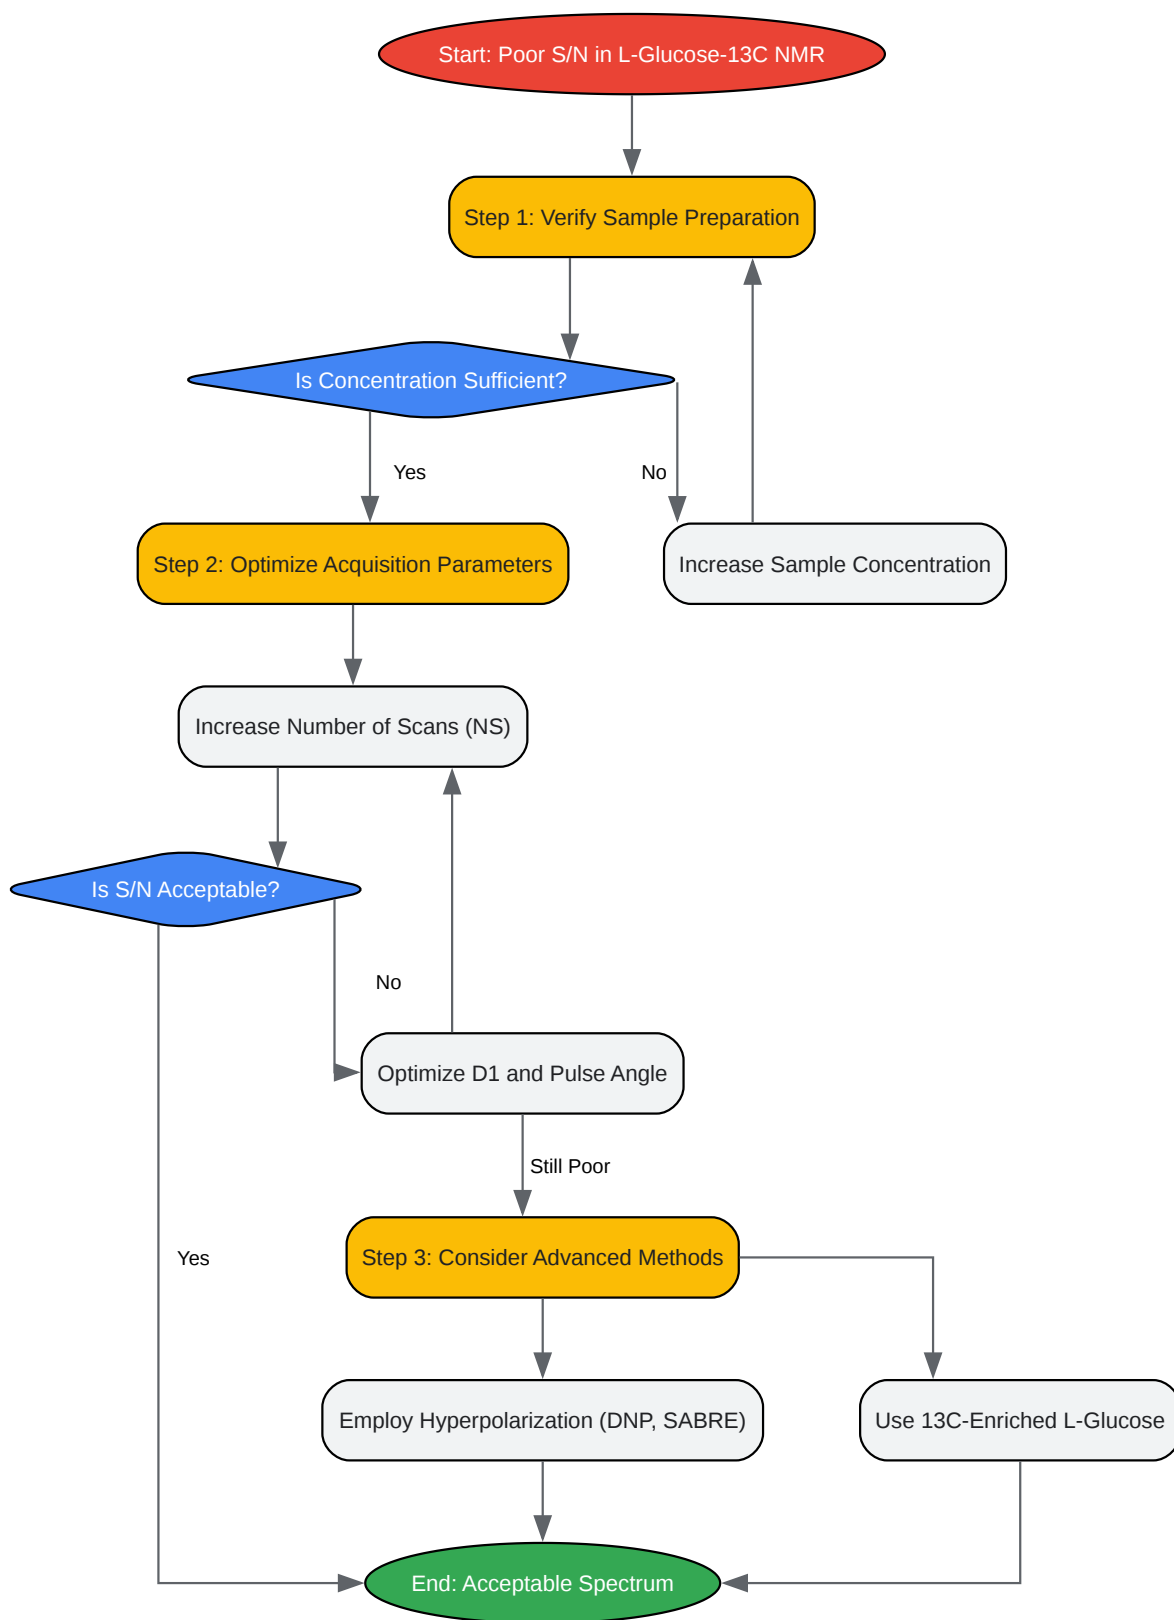 Start: Poor S/N in L-Glucose-13C NMR
Step 1: Verify Sample Preparation
Is Concentration Sufficient?
Yes
No
Step 2: Optimize Acquisition Parameters
Increase Sample Concentration
Increase Number of Scans (NS)
Is S/N Acceptable?
No
Optimize D1 and Pulse Angle
Still Poor
Yes
Step 3: Consider Advanced Methods
Employ Hyperpolarization (DNP, SABRE)
Use 13C-Enriched L-Glucose
End: Acceptable Spectrum